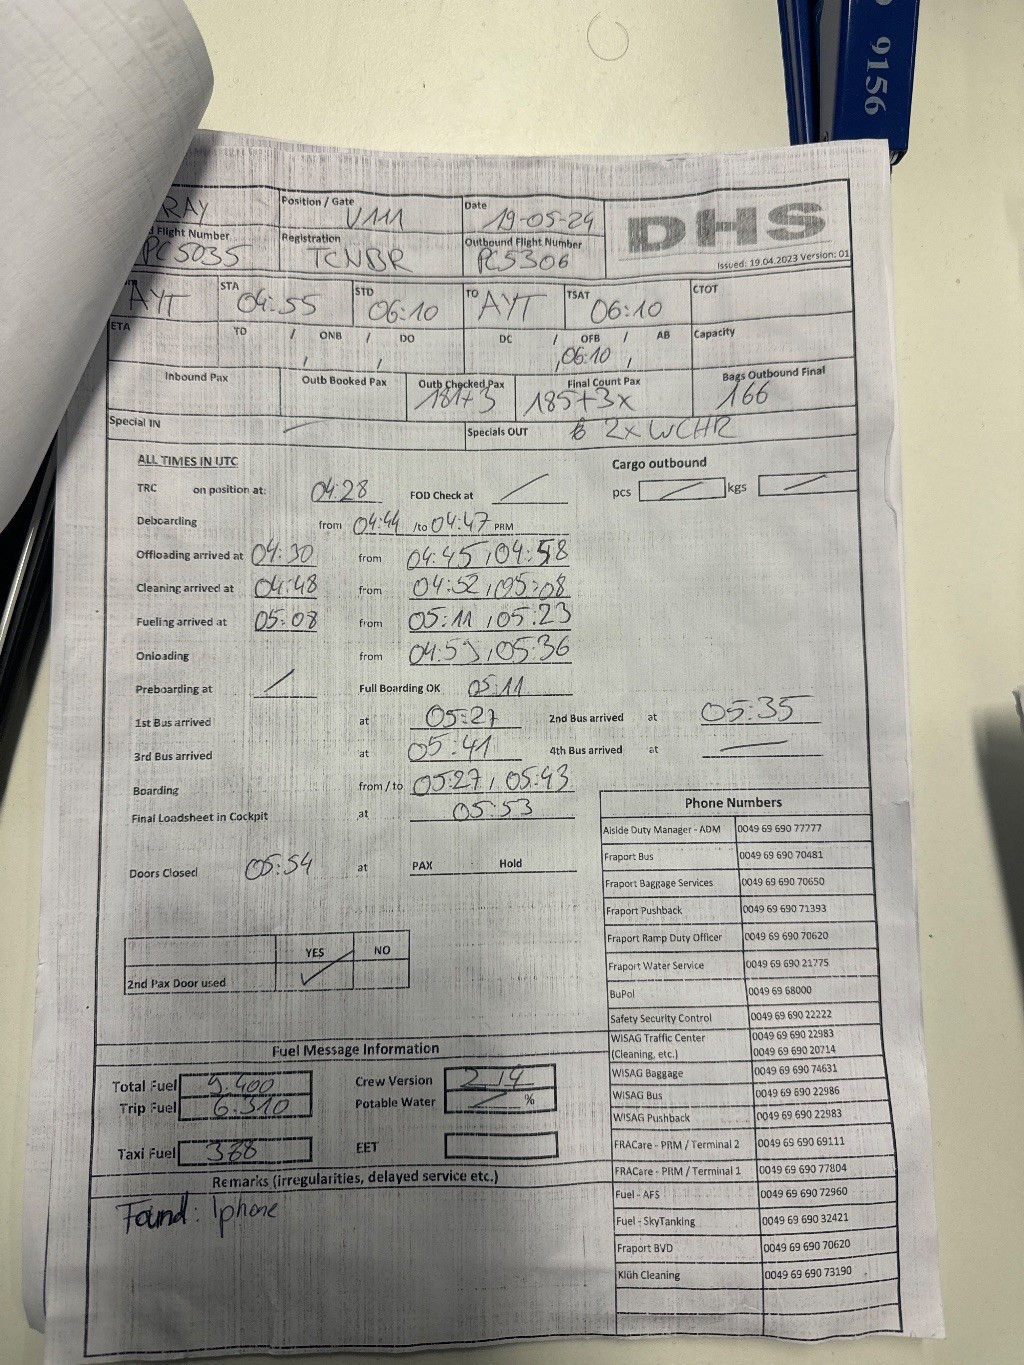 9156
RAY
Position / Gate V111
Date 19-05-24
DHS
Flight Number PC5035
Registration TCNBR
Outbound Flight Number PC5306
Issued: 19.04.2023 Version: 01
AYT
STA 04:55
STD 06:10
TO AYT
TSAT 06:10
CTOT
ETA
TD / ONB / DO
DC / OFB / AB
Capacity
, ,
, 06:10 ,
Inbound Pax
Outb Booked Pax
Outb Checked Pax 181+3
Final Count Pax 185+3x
Bags Outbound Final 166
Special IN
Specials OUT 2x WCHR
ALL TIMES IN UTC
Cargo outbound
TRC on position at: 04:28 FOD Check at
pcs kgs
Deboarding from 04:44 /to 04:47 PRM
Offloading arrived at 04:30 from 04:45 , 04:58
Cleaning arrived at 04:48 from 04:52 , 05:08
Fueling arrived at 05:08 from 05:11 , 05:23
Onloading from , 05:36
Preboarding at Full Boarding OK 05:11
1st Bus arrived at 05:27 2nd Bus arrived at 05:35
3rd Bus arrived at 05:41 4th Bus arrived at
Boarding from / to 05:27 , 05:43
Final Loadsheet in Cockpit at 05:53
Doors Closed 05:54 at PAX Hold
YES NO
2nd Pax Door used
Phone Numbers
Aiside Duty Manager - ADM 0049 69 690 77777
Fraport Bus 0049 69 690 70481
Fraport Baggage Services 0049 69 690 70650
Fraport Pushback 0049 69 690 71393
Fraport Ramp Duty Officer 0049 69 690 70620
Fraport Water Service 0049 69 690 21775
BuPol 0049 69 68000
Safety Security Control 0049 69 690 22222
WISAG Traffic Center 0049 69 690 22983
(Cleaning, etc.) 0049 69 690 20714
WISAG Baggage 0049 69 690 74631
WISAG Bus 0049 69 690 22986
WISAG Pushback 0049 69 690 22983
FRACare - PRM / Terminal 2 0049 69 690 69111
FRACare - PRM / Terminal 1 0049 69 690 77804
Fuel - AFS 0049 69 690 72960
Fuel - SkyTanking 0049 69 690 32421
Fraport BVD 0049 69 690 70620
Klüh Cleaning 0049 69 690 73190
Fuel Message Information
Total Fuel 9.400 Crew Version 2 / 4
Trip Fuel 6.310 Potable Water %
Taxi Fuel EET
Remarks (irregularities, delayed service etc.)
Found: Iphone